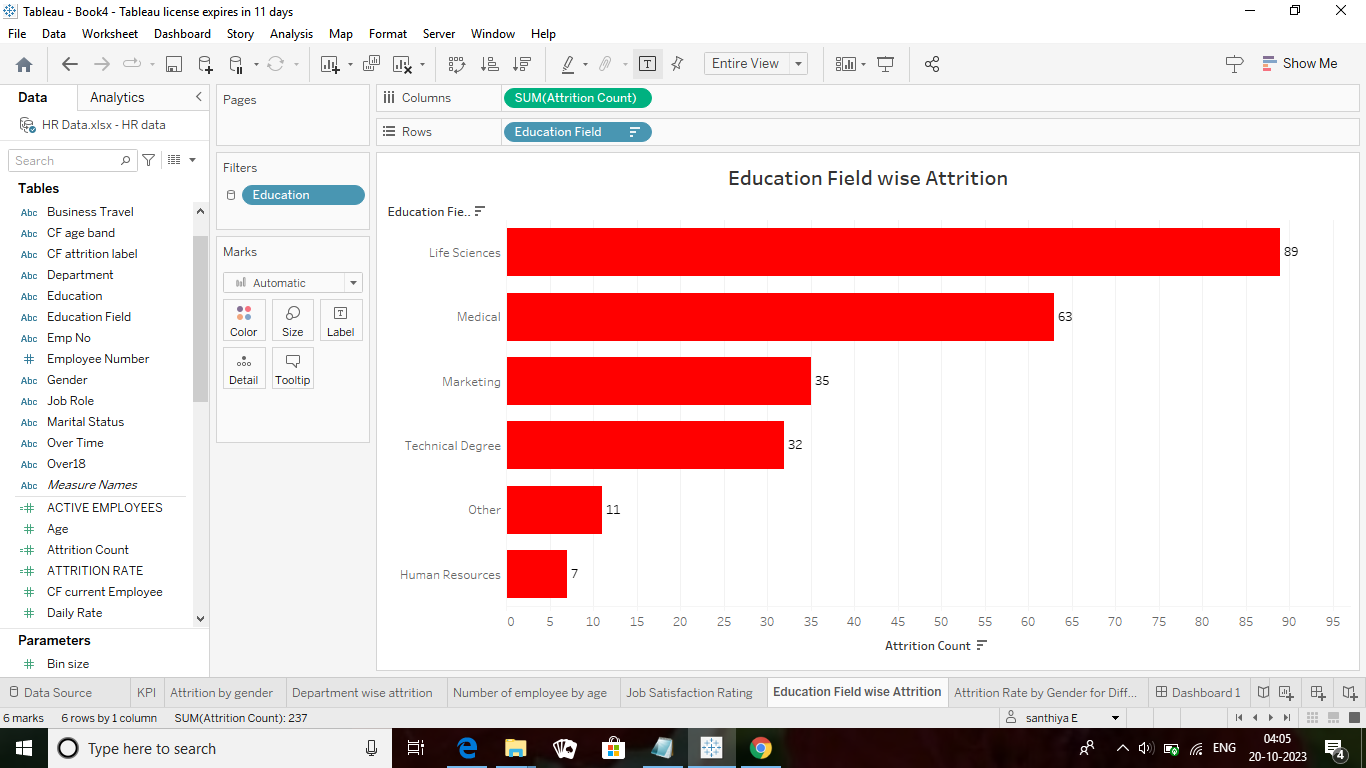 Tableau - Book4 - Tableau license expires in 11 days
File Data Worksheet Dashboard Story Analysis Map Format Server Window Help
Entire View
Show Me
Data Analytics
HR Data.xlsx - HR data
Search
Tables
Abc Business Travel
Abc CF age band
Abc CF attrition label
Abc Department
Abc Education
Abc Education Field
Abc Emp No
# Employee Number
Abc Gender
Abc Job Role
Abc Marital Status
Abc Over Time
Abc Over18
Abc Measure Names
=# ACTIVE EMPLOYEES
# Age
=# Attrition Count
=# ATTRITION RATE
# CF current Employee
# Daily Rate
Parameters
# Bin size
Pages
Filters
Education
Marks
Automatic
Color Size Label
Detail Tooltip
Columns SUM(Attrition Count)
Rows Education Field
Education Field wise Attrition
Education Fie..
Life Sciences 89
Medical 63
Marketing 35
Technical Degree 32
Other 11
Human Resources 7
0 5 10 15 20 25 30 35 40 45 50 55 60 65 70 75 80 85 90 95
Attrition Count
Data Source KPI Attrition by gender Department wise attrition Number of employee by age Job Satisfaction Rating Education Field wise Attrition Attrition Rate by Gender for Diff... Dashboard 1
6 marks 6 rows by 1 column SUM(Attrition Count): 237 santhiya E
Type here to search
ENG
04:05
20-10-2023
4